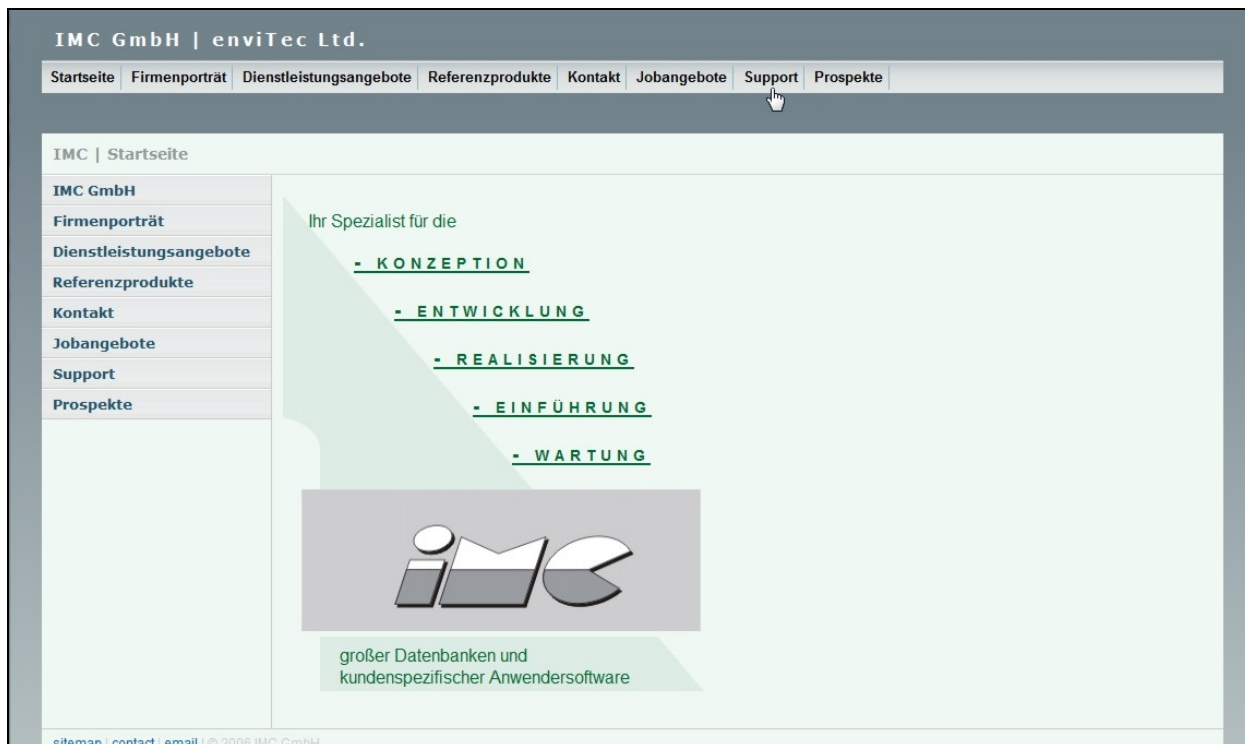 IMC GmbH | enviTec Ltd.
Startseite Firmenporträt Dienstleistungsangebote Referenzprodukte Kontakt Jobangebote Support Prospekte
IMC | Startseite
IMC GmbH
Firmenporträt
Dienstleistungsangebote
Referenzprodukte
Kontakt
Jobangebote
Support
Prospekte
Ihr Spezialist für die
- KONZEPTION
- ENTWICKLUNG
- REALISIERUNG
- EINFÜHRUNG
- WARTUNG
iMC
großer Datenbanken und
kundenspezifischer Anwendersoftware
sitemap | contact | email | © 2006 IMC GmbH